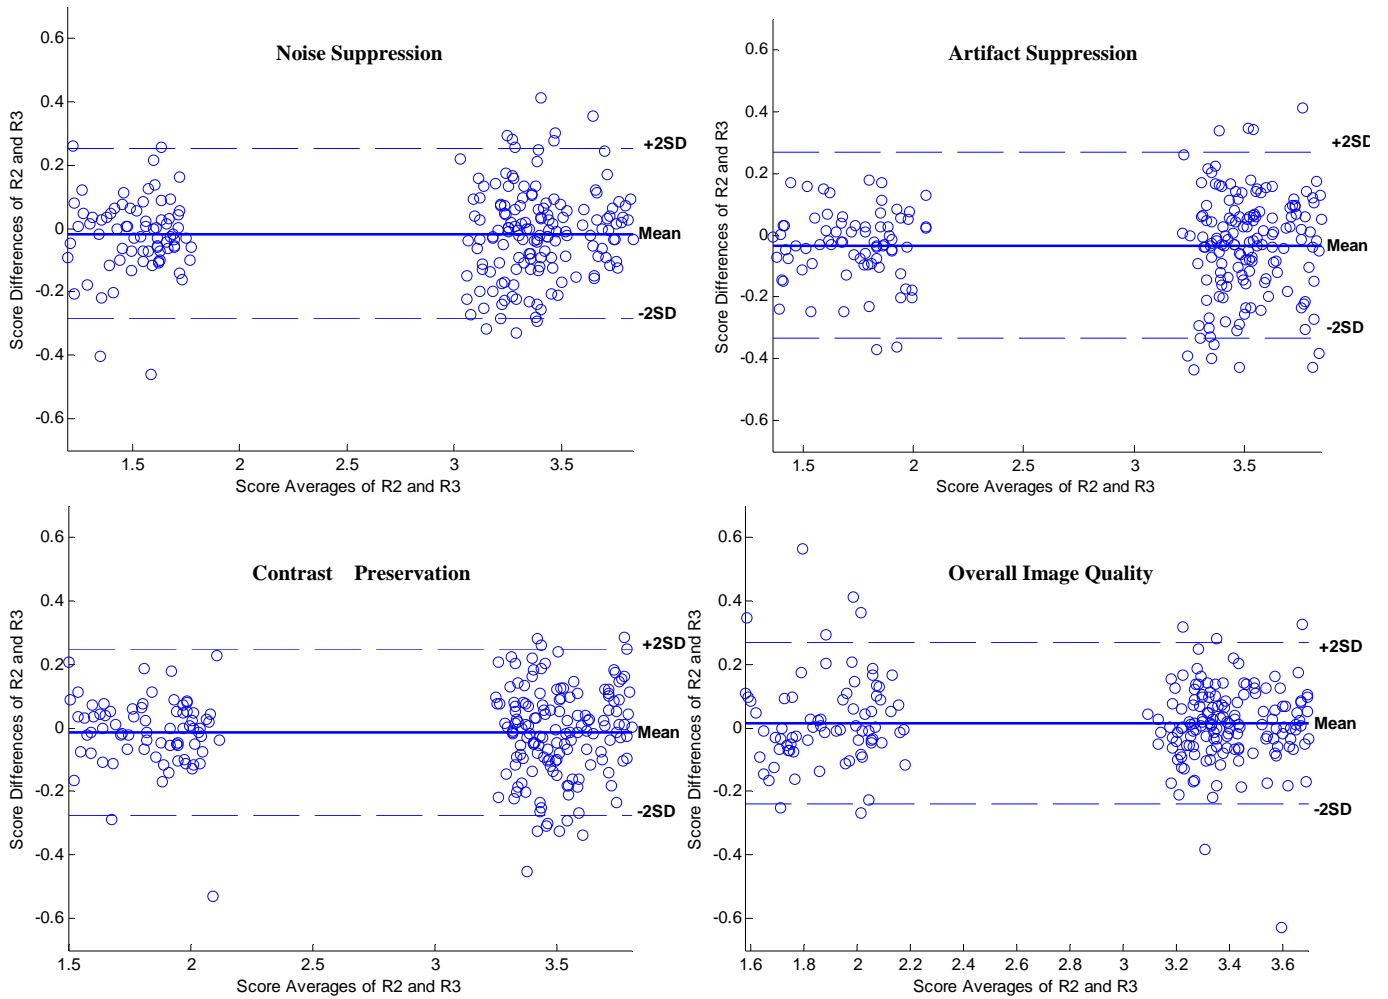 Noise Suppression
Score Differences of R2 and R3
0.6
0.4
0.2
0
-0.2
-0.4
-0.6
+2SD
Mean
-2SD
1.5 2 2.5 3 3.5
Score Averages of R2 and R3
Artifact Suppression
Score Differences of R2 and R3
0.6
0.4
0.2
0
-0.2
-0.4
-0.6
+2SD
Mean
-2SD
1.5 2 2.5 3 3.5
Score Averages of R2 and R3
Contrast Preservation
Score Differences of R2 and R3
0.6
0.4
0.2
0
-0.2
-0.4
-0.6
+2SD
Mean
-2SD
1.5 2 2.5 3 3.5
Score Averages of R2 and R3
Overall Image Quality
Score Differences of R2 and R3
0.6
0.4
0.2
0
-0.2
-0.4
-0.6
+2SD
Mean
-2SD
1.6 1.8 2 2.2 2.4 2.6 2.8 3 3.2 3.4 3.6
Score Averages of R2 and R3